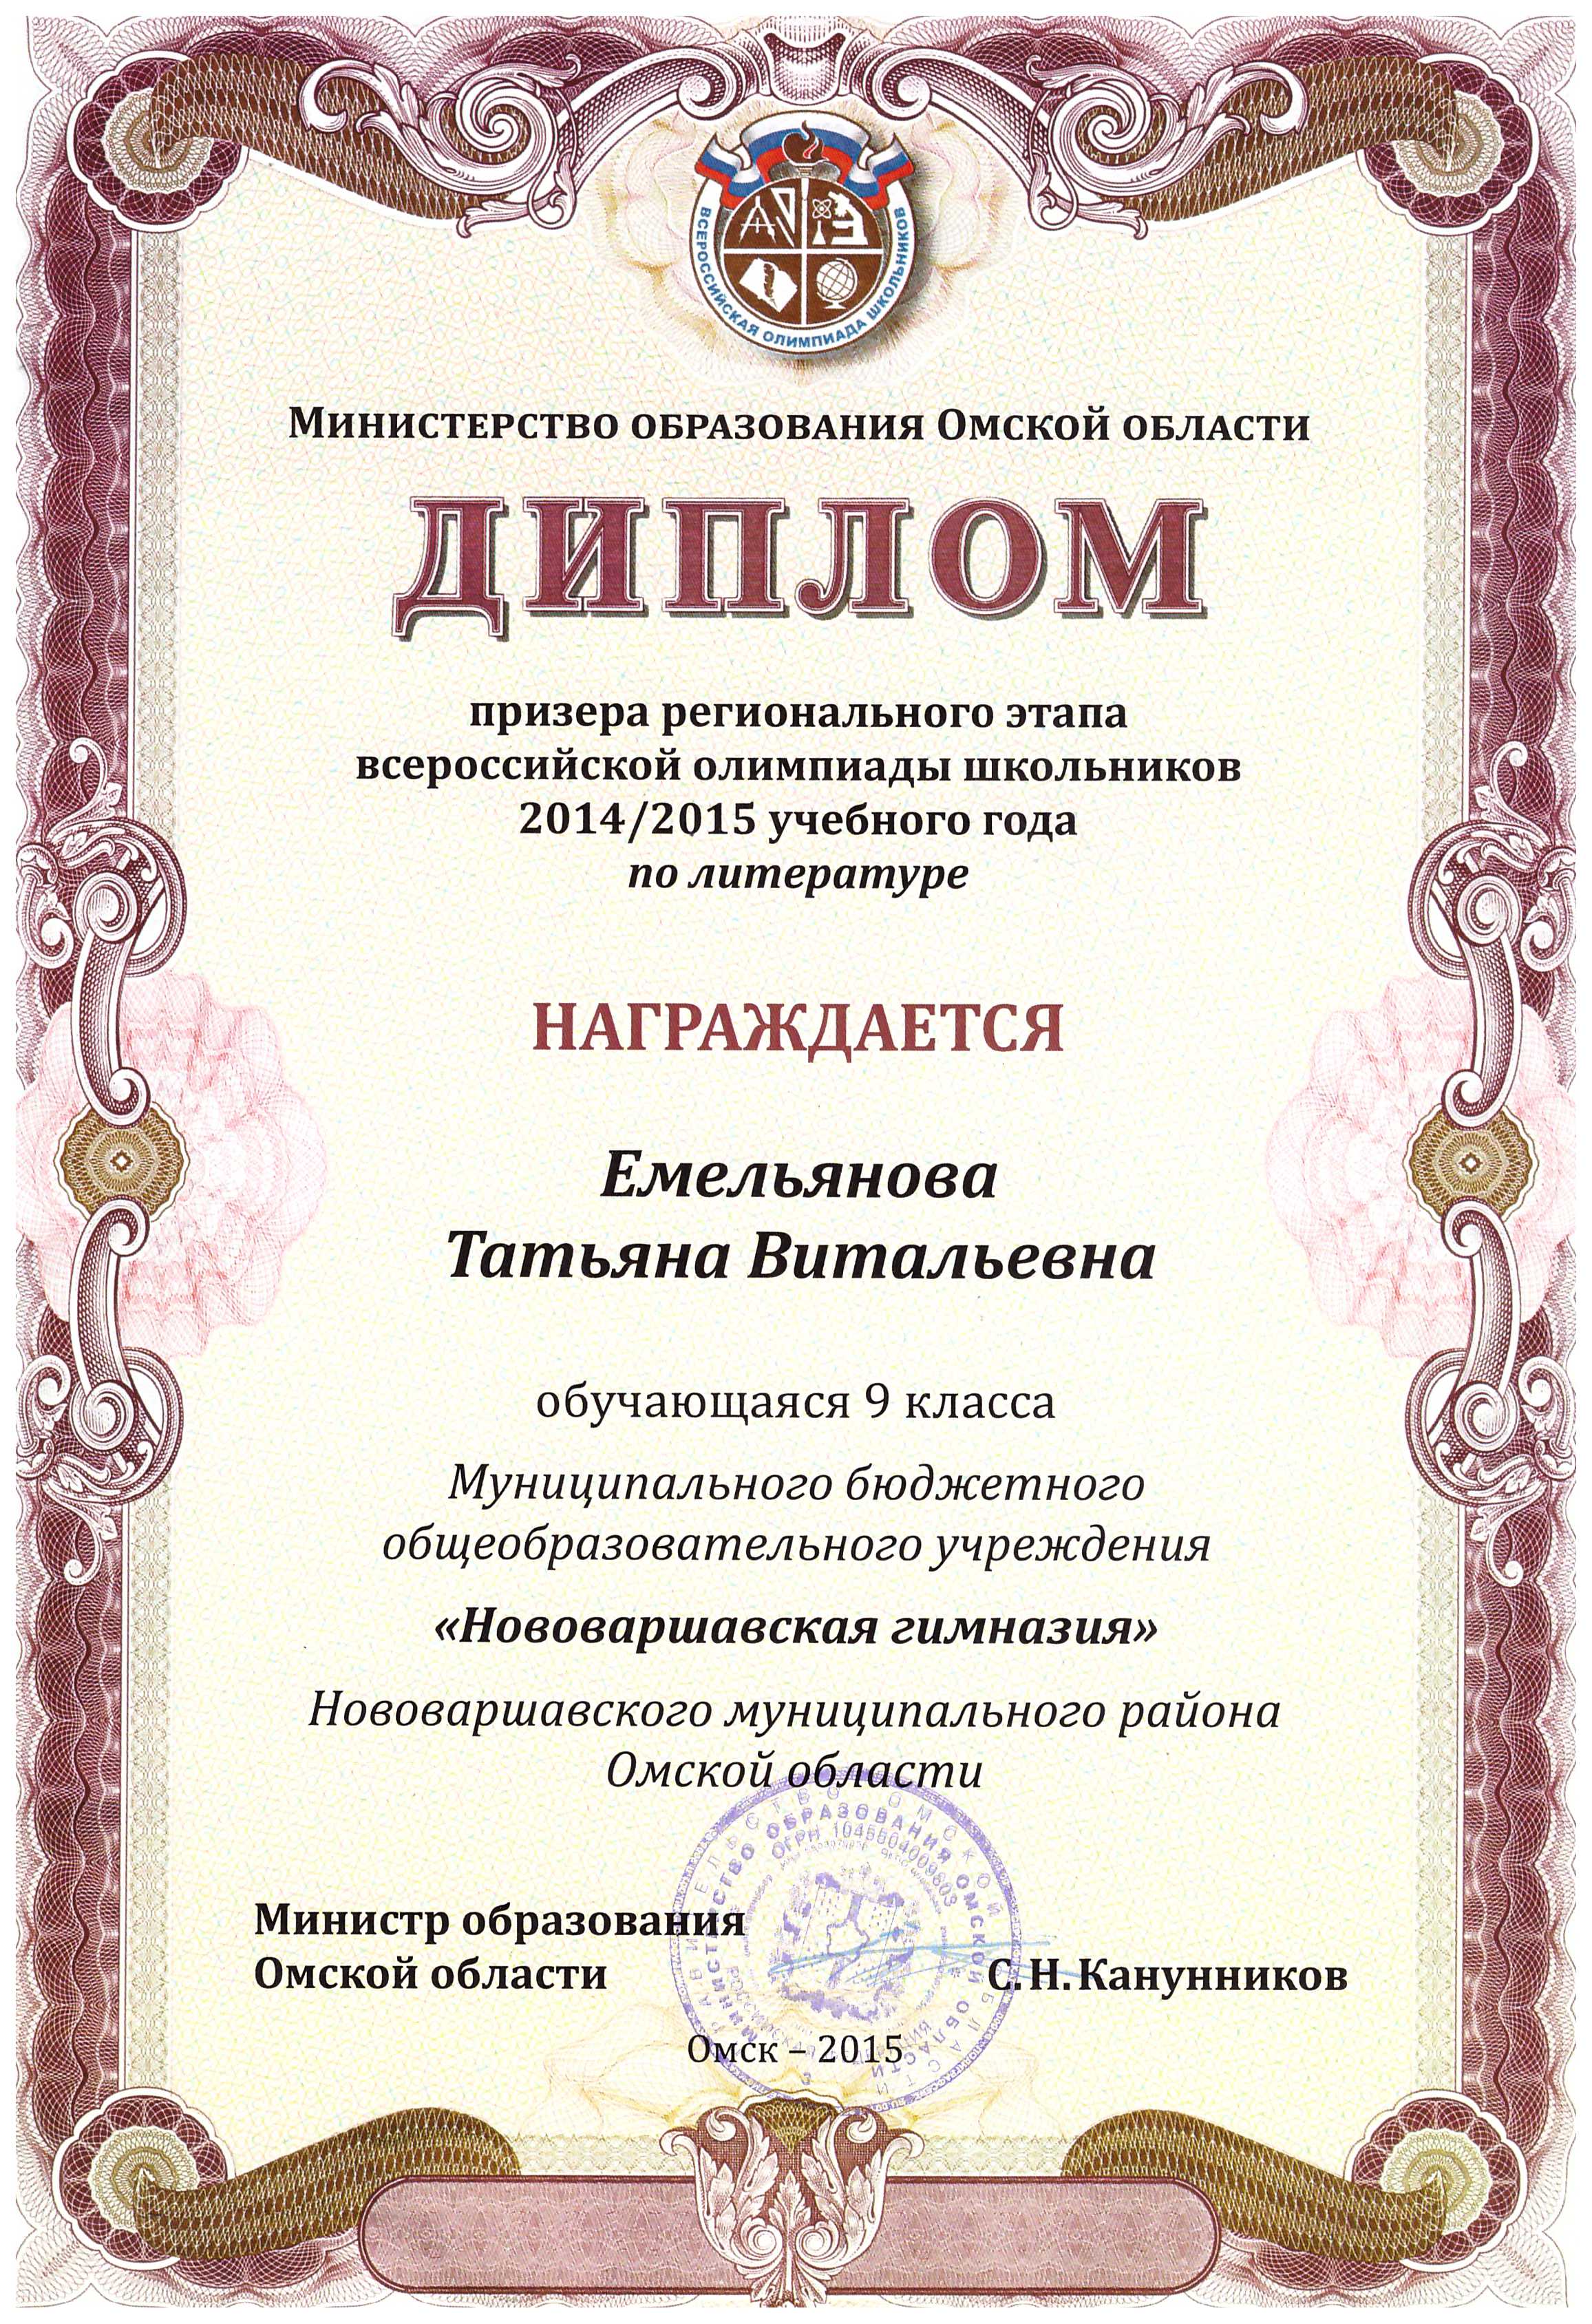 ВСЕРОССИЙСКАЯ ОЛИМПИАДА ШКОЛЬНИКОВ
МИНИСТЕРСТВО ОБРАЗОВАНИЯ ОМСКОЙ ОБЛАСТИ
ДИПЛОМ
призера регионального этапа
всероссийской олимпиады школьников
2014/2015 учебного года
по литературе
НАГРАЖДАЕТСЯ
Емельянова
Татьяна Витальевна
обучающаяся 9 класса
Муниципального бюджетного
общеобразовательного учреждения
«Нововаршавская гимназия»
Нововаршавского муниципального района
Омской области
МИНИСТЕРСТВО ОБРАЗОВАНИЯ ОМСКОЙ ОБЛАСТИ
Министр образования
Омской области
С. Н. Канунников
Омск – 2015